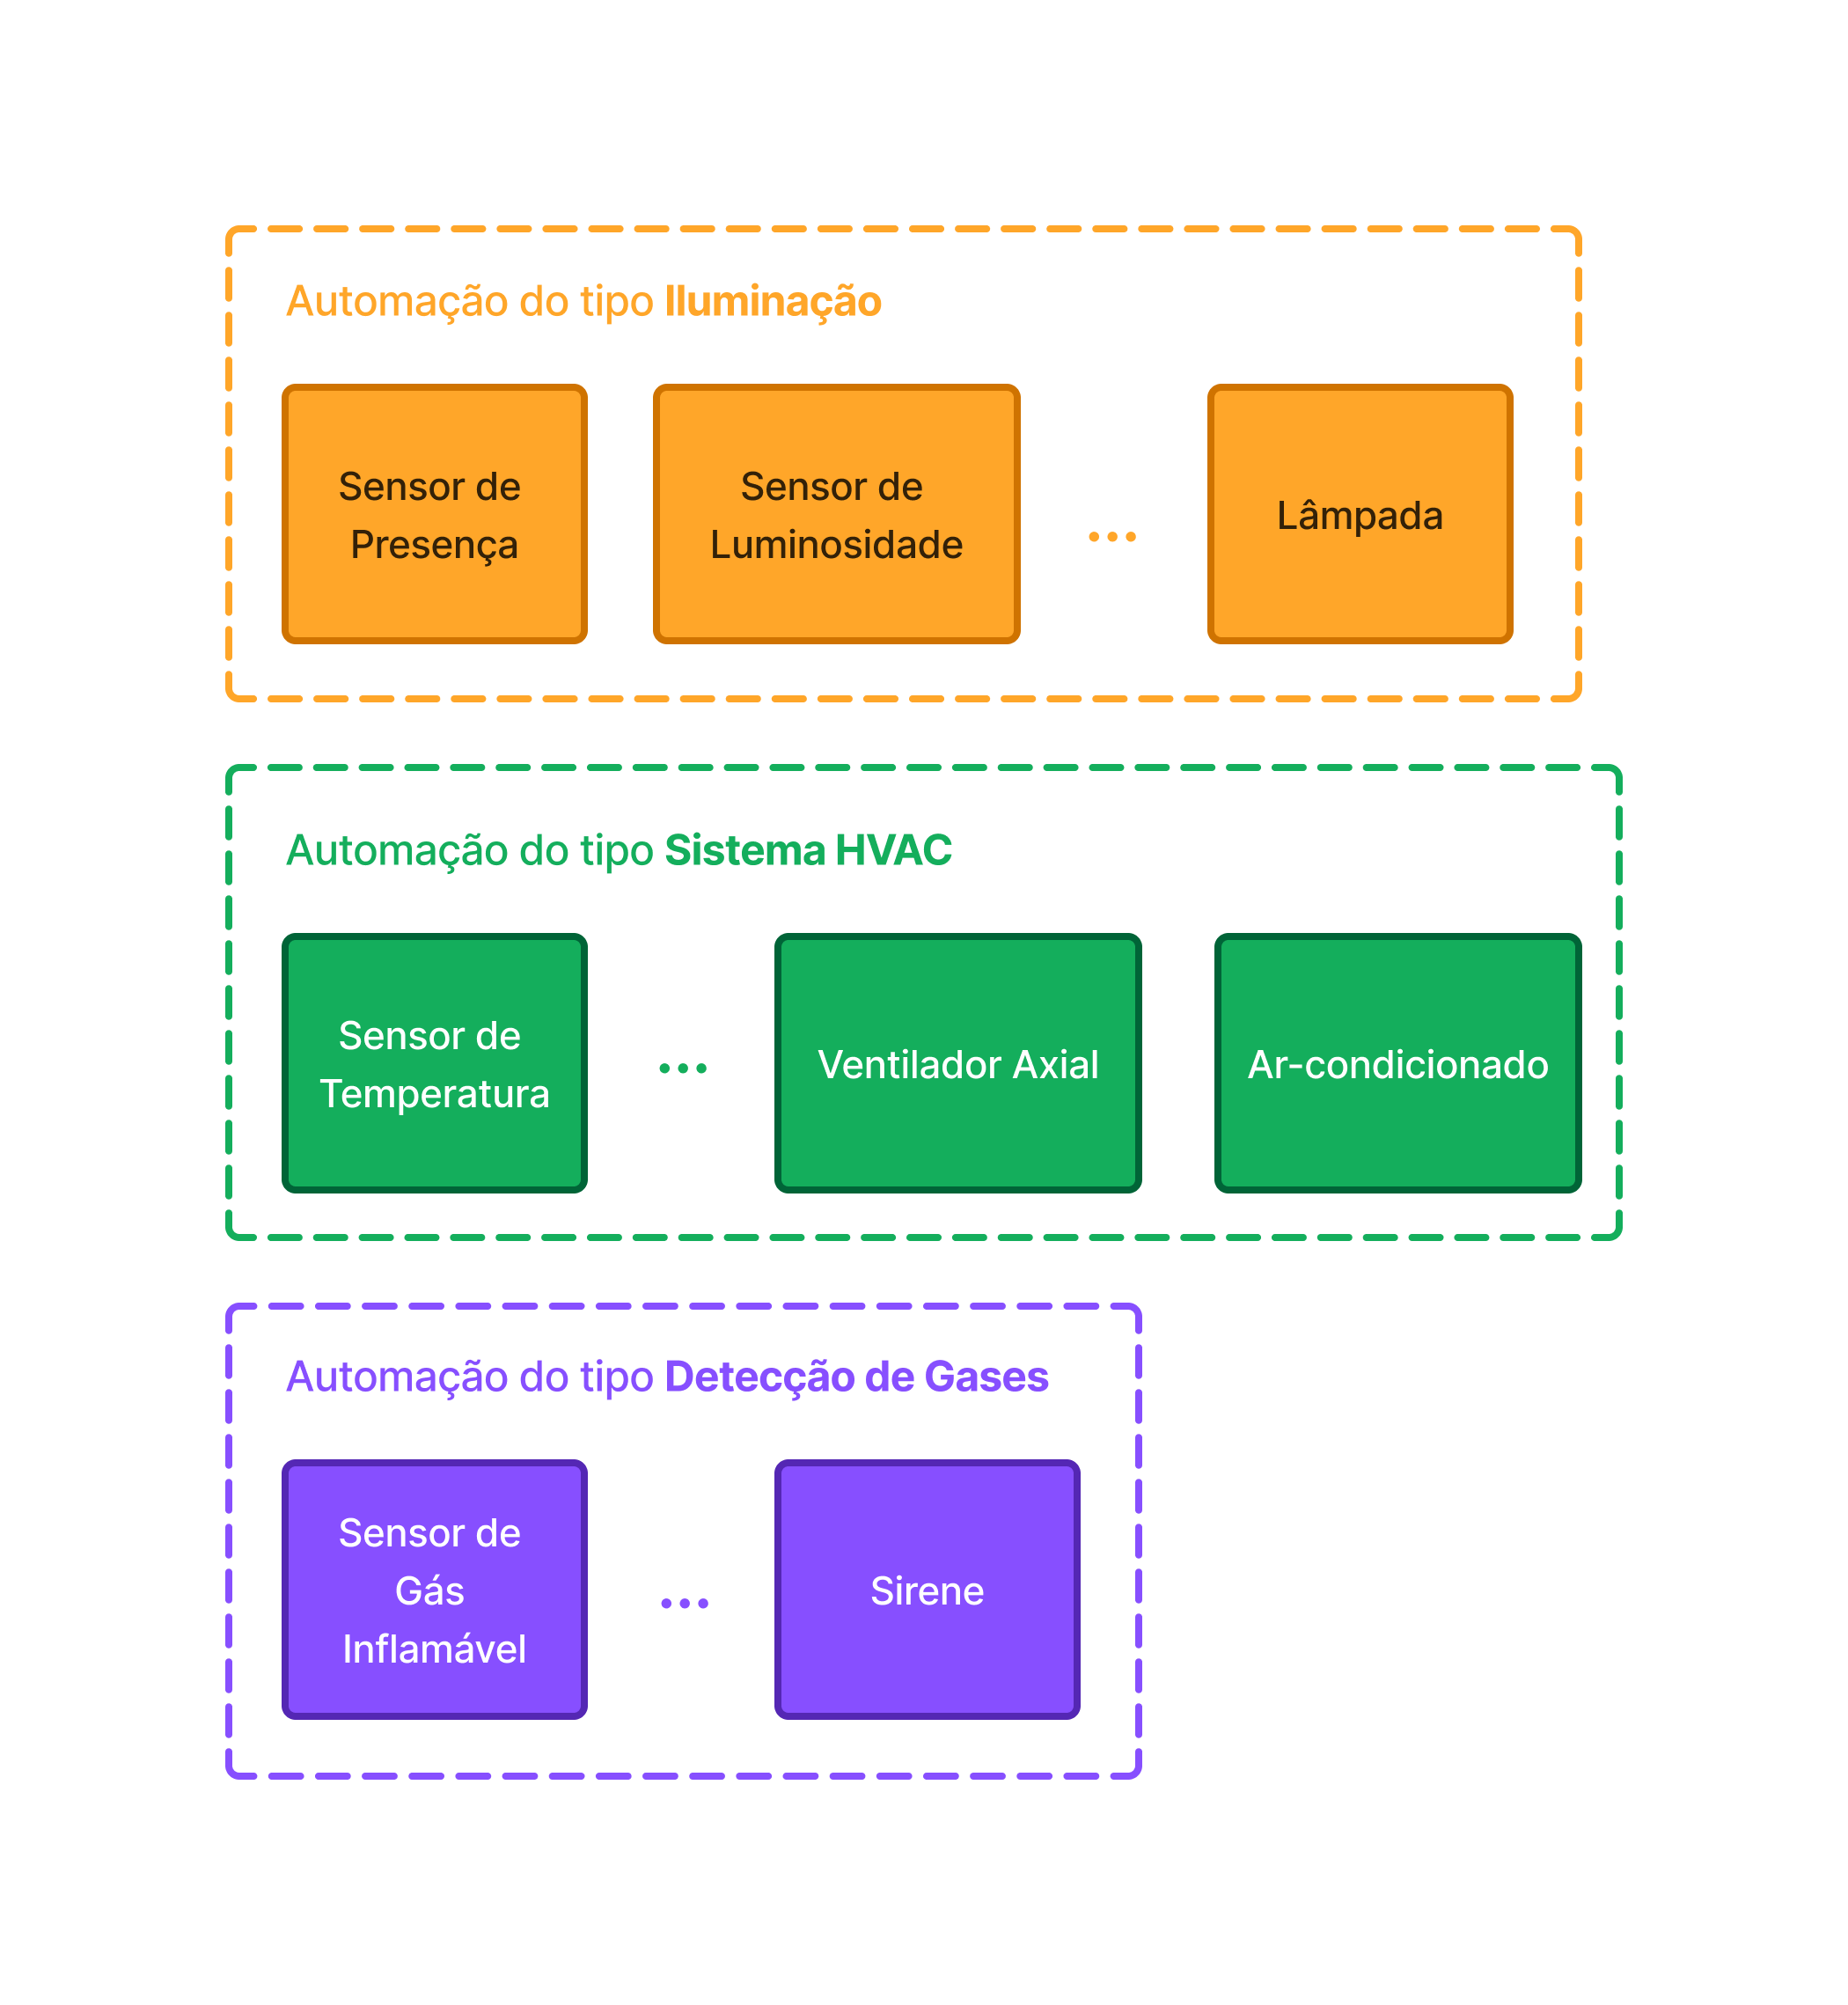 Automação do tipo Iluminação
Sensor de
Presença
Sensor de
Luminosidade
...
Lâmpada
Automação do tipo Sistema HVAC
Sensor de
Temperatura
...
Ventilador Axial
Ar-condicionado
Automação do tipo Detecção de Gases
Sensor de
Gás
Inflamável
...
Sirene